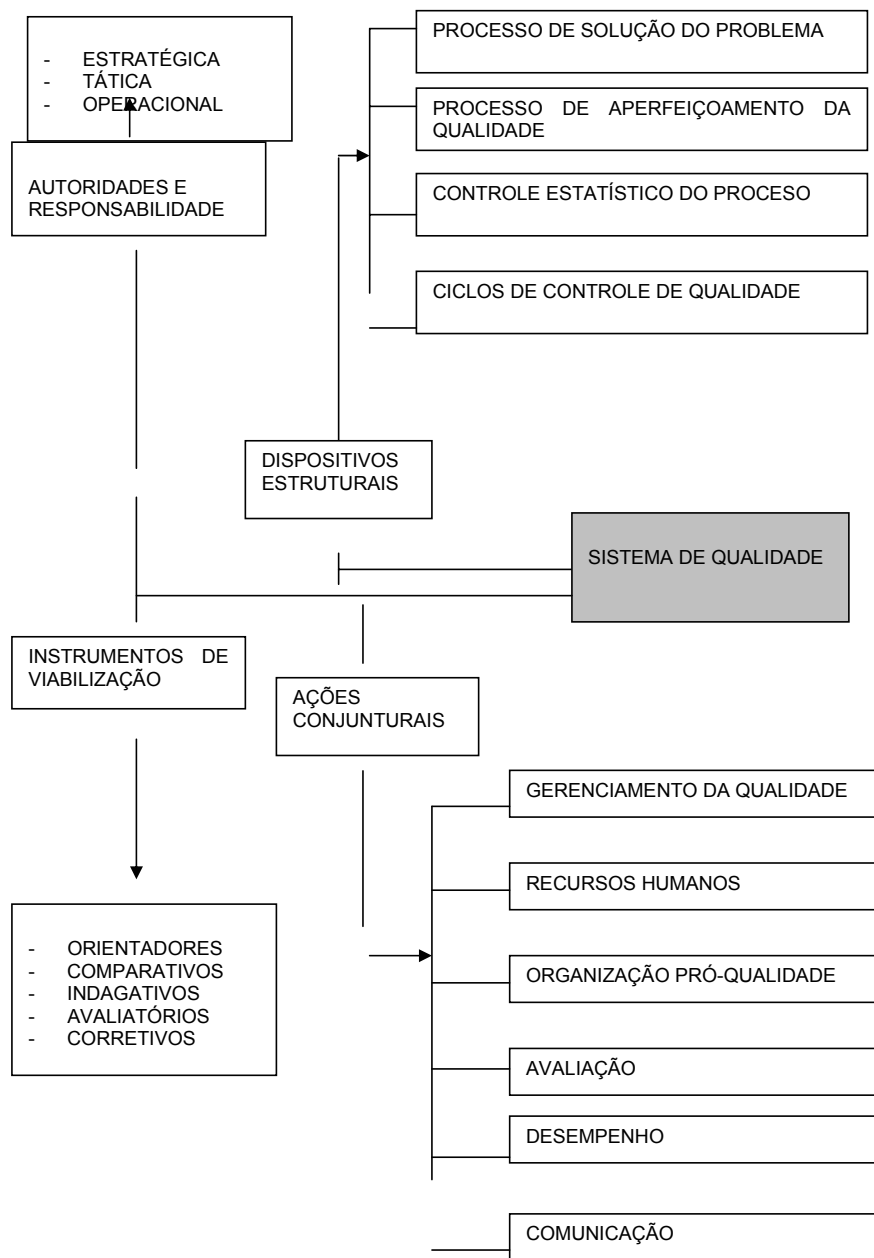 - ESTRATÉGICA
- TÁTICA
- OPERACIONAL
AUTORIDADES E
RESPONSABILIDADE
PROCESSO DE SOLUÇÃO DO PROBLEMA
PROCESSO DE APERFEIÇOAMENTO DA
QUALIDADE
CONTROLE ESTATÍSTICO DO PROCESO
CICLOS DE CONTROLE DE QUALIDADE
DISPOSITIVOS
ESTRUTURAIS
SISTEMA DE QUALIDADE
INSTRUMENTOS DE
VIABILIZAÇÃO
AÇÕES
CONJUNTURAIS
- ORIENTADORES
- COMPARATIVOS
- INDAGATIVOS
- AVALIATÓRIOS
- CORRETIVOS
GERENCIAMENTO DA QUALIDADE
RECURSOS HUMANOS
ORGANIZAÇÃO PRÓ-QUALIDADE
AVALIAÇÃO
DESEMPENHO
COMUNICAÇÃO